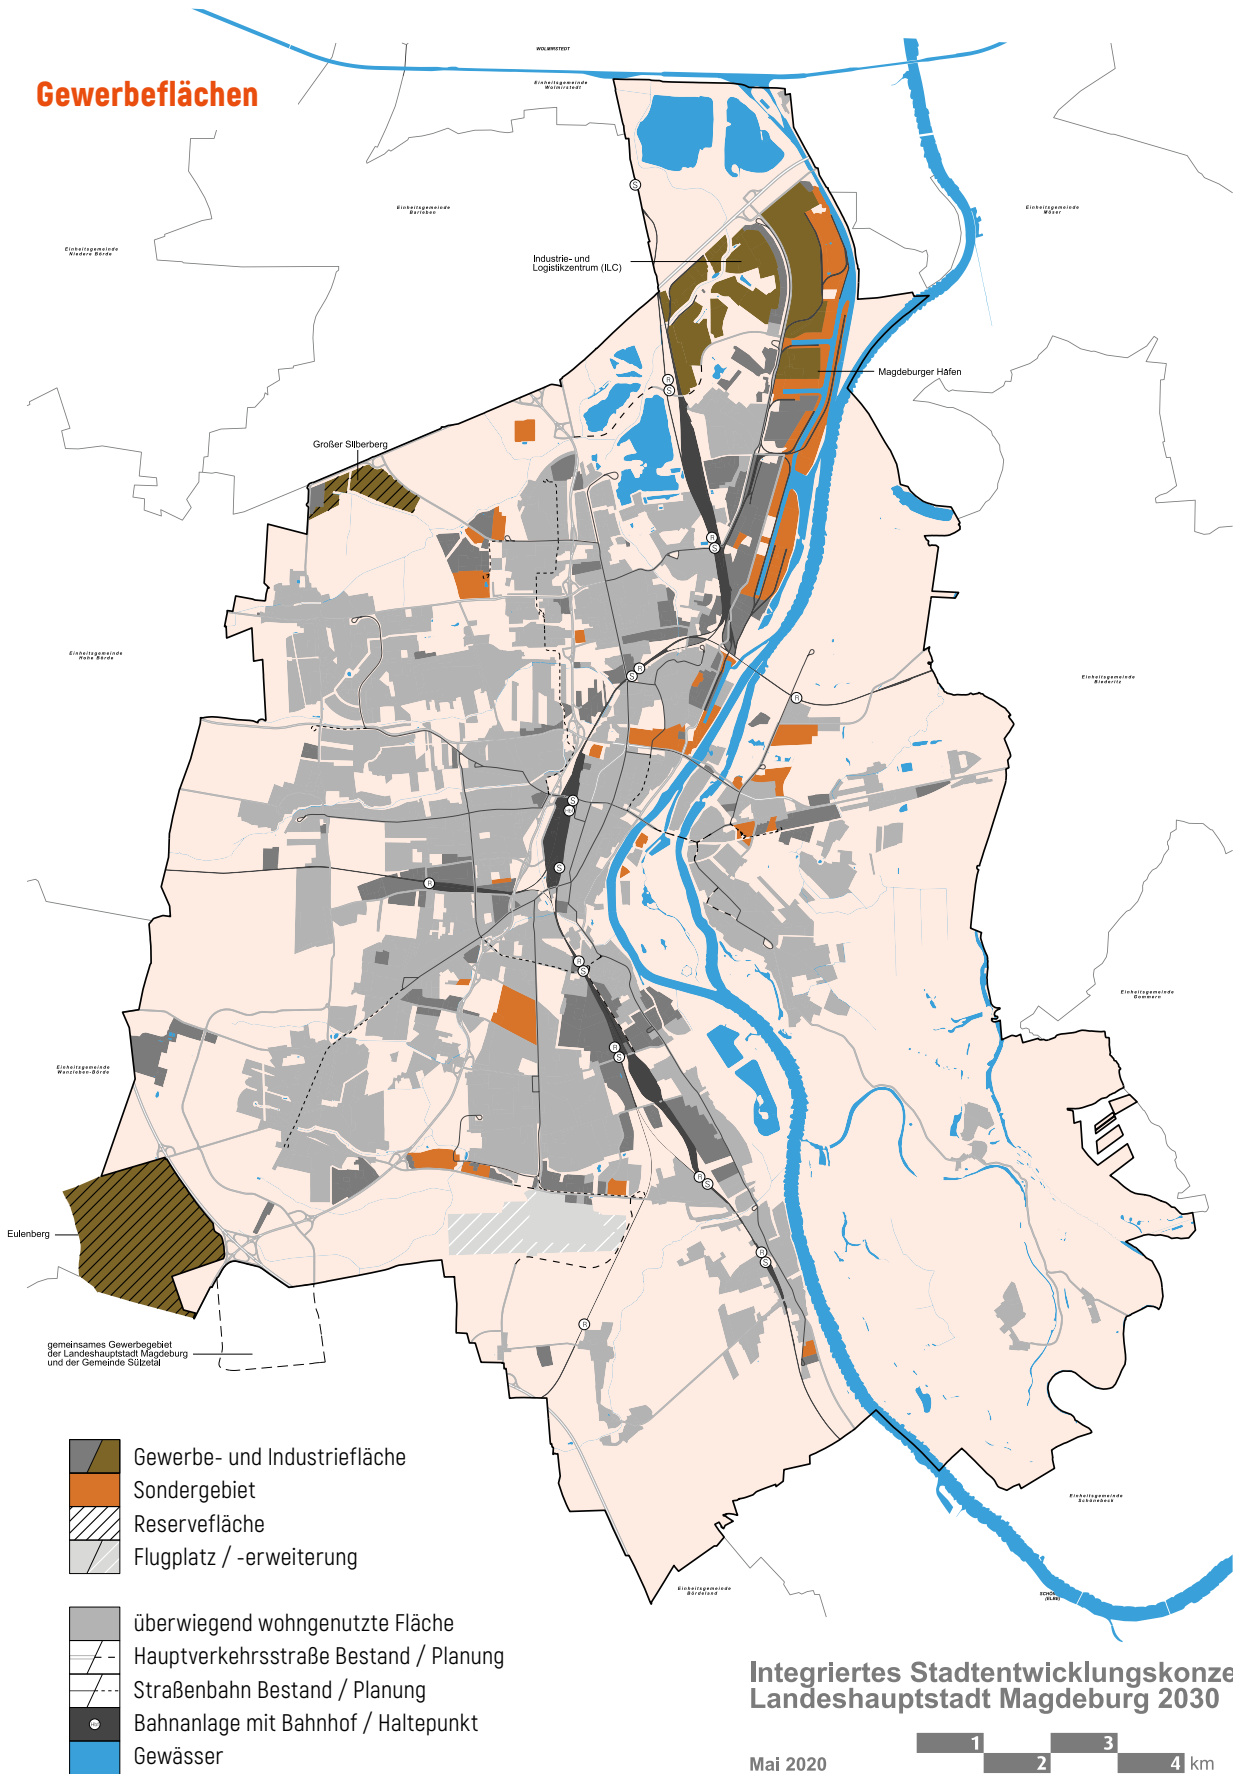 WOLMIRSTEDT
Gewerbeflächen
Einheitsgemeinde
Wolmirstedt
Einheitsgemeinde
Barleben
Einheitsgemeinde
Möser
Einheitsgemeinde
Niedere Börde
Industrie- und
Logistikzentrum (ILC)
Magdeburger Häfen
Großer Silberberg
Einheitsgemeinde
Hohe Börde
Einheitsgemeinde
Biederitz
Einheitsgemeinde
Gommern
Einheitsgemeinde
Wanzleben-Börde
Eulenberg
gemeinsames Gewerbegebiet
der Landeshauptstadt Magdeburg
und der Gemeinde Sülzetal
Gewerbe- und Industriefläche
Sondergebiet
Reservefläche
Flugplatz / -erweiterung
Einheitsgemeinde
Schönebeck
Einheitsgemeinde
Bördeland
(ELBE)
überwiegend wohngenutzte Fläche
Hauptverkehrsstraße Bestand / Planung
Straßenbahn Bestand / Planung
Bahnanlage mit Bahnhof / Haltepunkt
Gewässer
Integriertes Stadtentwicklungskonze
Landeshauptstadt Magdeburg 2030
Mai 2020
1 2 3 4 km